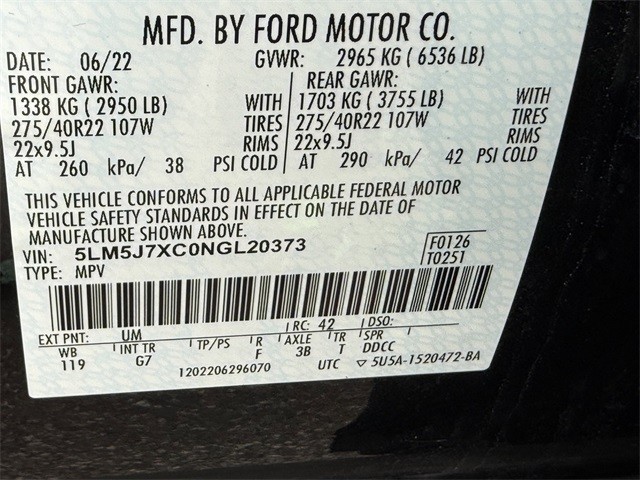 MFD. BY FORD MOTOR CO.
DATE: 06/22 GVWR: 2965 KG ( 6536 LB)
FRONT GAWR: REAR GAWR:
1338 KG ( 2950 LB) WITH 1703 KG ( 3755 LB) WITH
275/40R22 107W TIRES 275/40R22 107W TIRES
22x9.5J RIMS 22x9.5J RIMS
AT 260 kPa/ 38 PSI COLD AT 290 kPa/ 42 PSI COLD
THIS VEHICLE CONFORMS TO ALL APPLICABLE FEDERAL MOTOR
VEHICLE SAFETY STANDARDS IN EFFECT ON THE DATE OF
MANUFACTURE SHOWN ABOVE.
VIN: 5LM5J7XC0NGL20373 F0126
TYPE: MPV T0251
EXT PNT: UM RC: 42 DSO:
WB INT TR TP/PS R AXLE TR SPR
119 G7 F 3B T DDCC
1202206296070 UTC ▽ 5U5A-1520472-BA